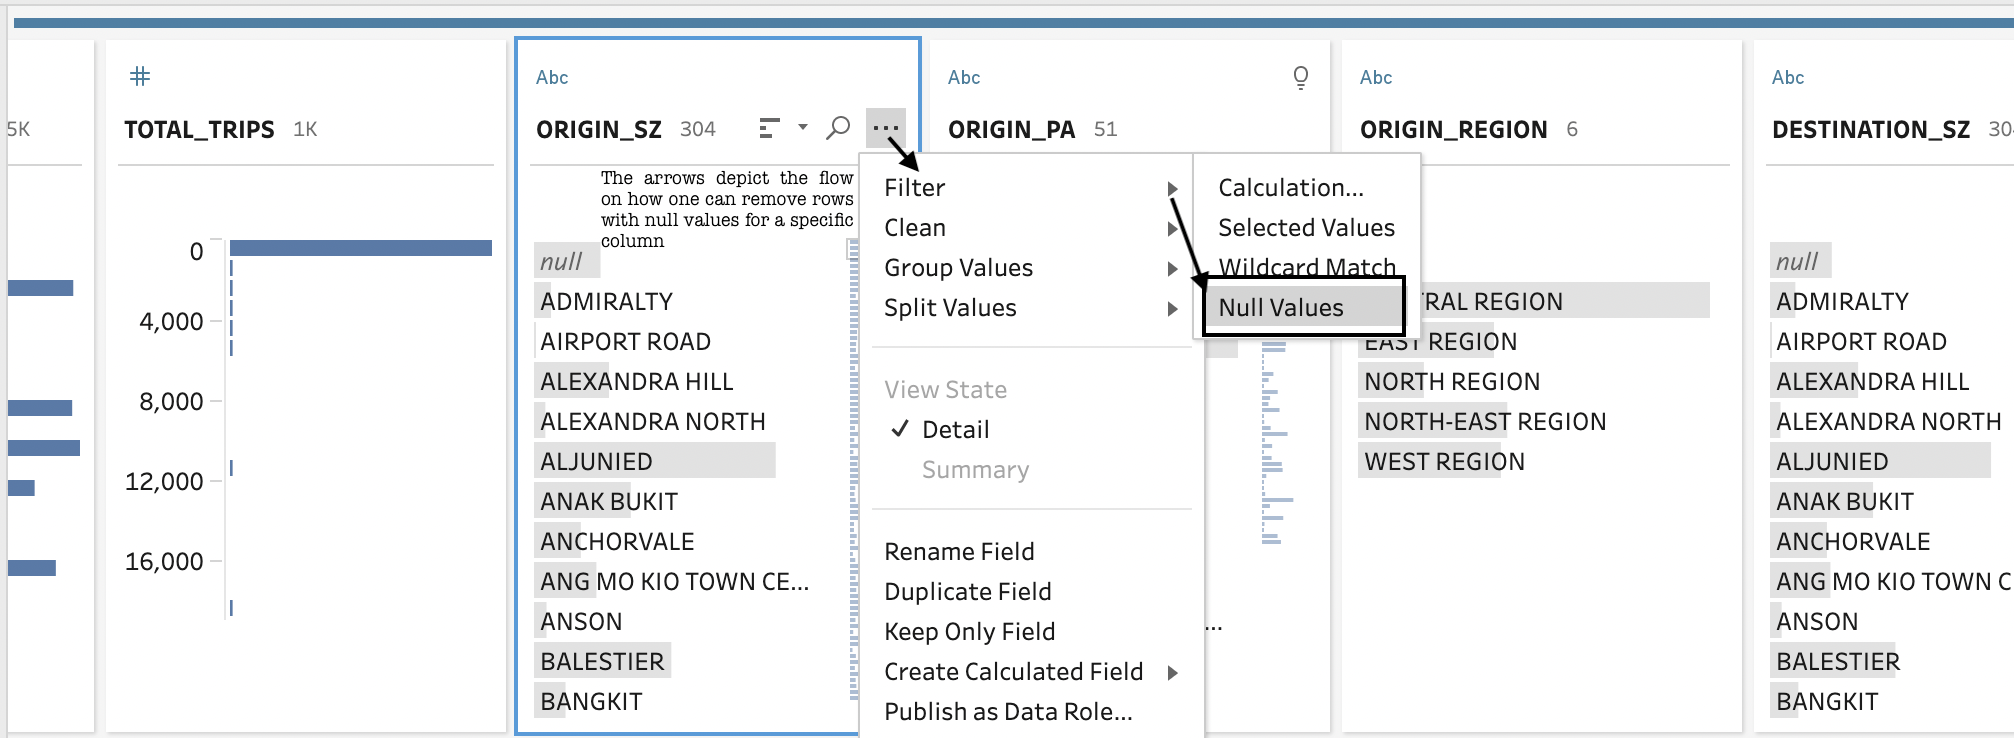 Abc
Abc
Abc
Abc
5K
TOTAL_TRIPS 1K
ORIGIN_SZ 304
ORIGIN_PA 51
ORIGIN_REGION 6
DESTINATION_SZ
0
4,000
8,000
12,000
16,000
The arrows depict the flow
on how one can remove rows
with null values for a specific
column
null
ADMIRALTY
AIRPORT ROAD
ALEXANDRA HILL
ALEXANDRA NORTH
ALJUNIED
ANAK BUKIT
ANCHORVALE
ANG MO KIO TOWN CE...
ANSON
BALESTIER
BANGKIT
Filter
Clean
Group Values
Split Values
View State
Detail
Summary
Rename Field
Duplicate Field
Keep Only Field
Create Calculated Field
Publish as Data Role...
Calculation...
Selected Values
Wildcard Match
Null Values
...
TRAL REGION
EAST REGION
NORTH REGION
NORTH-EAST REGION
WEST REGION
null
ADMIRALTY
AIRPORT ROAD
ALEXANDRA HILL
ALEXANDRA NORTH
ALJUNIED
ANAK BUKIT
ANCHORVALE
ANG MO KIO TOWN C
ANSON
BALESTIER
BANGKIT